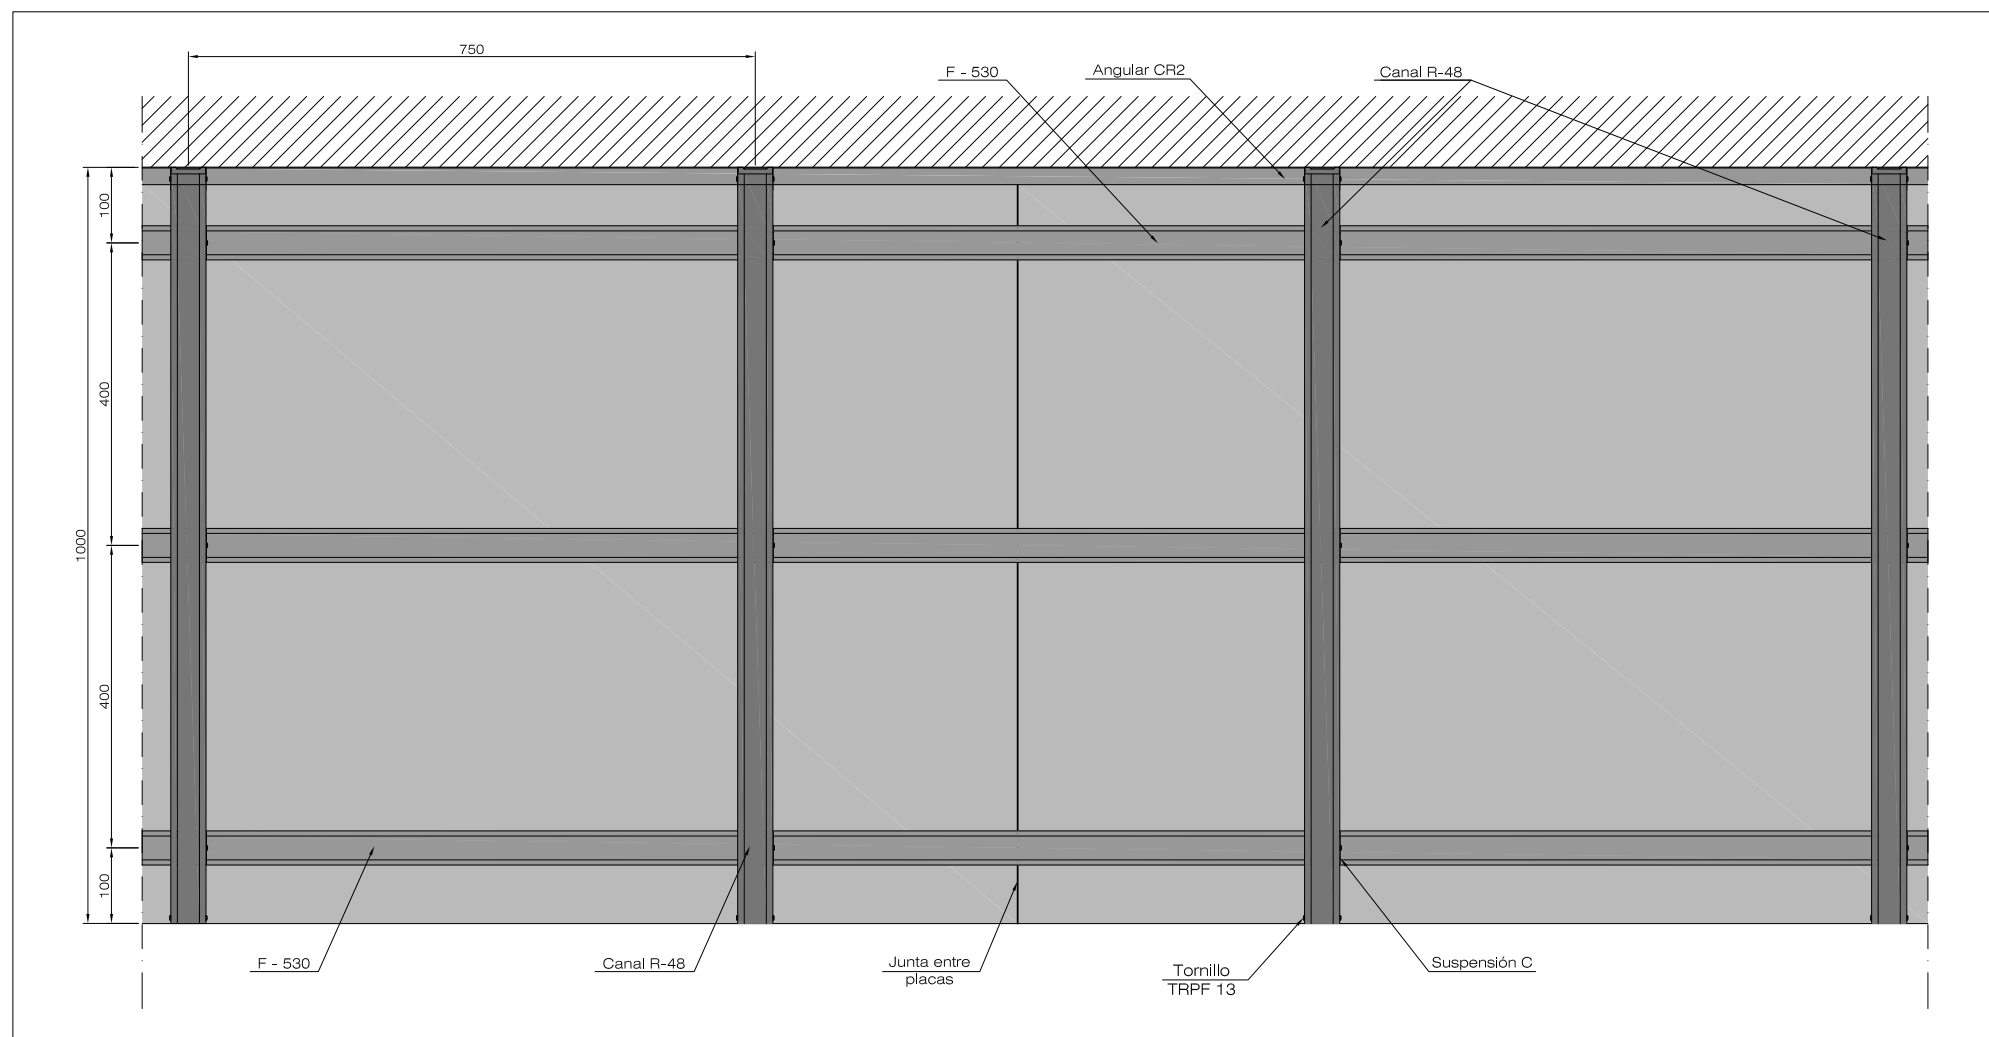 750
F - 530
Angular CR2
Canal R-48
100
400
1000
400
100
F - 530
Canal R-48
Junta entre
placas
Tornillo
TRPF 13
Suspensión C